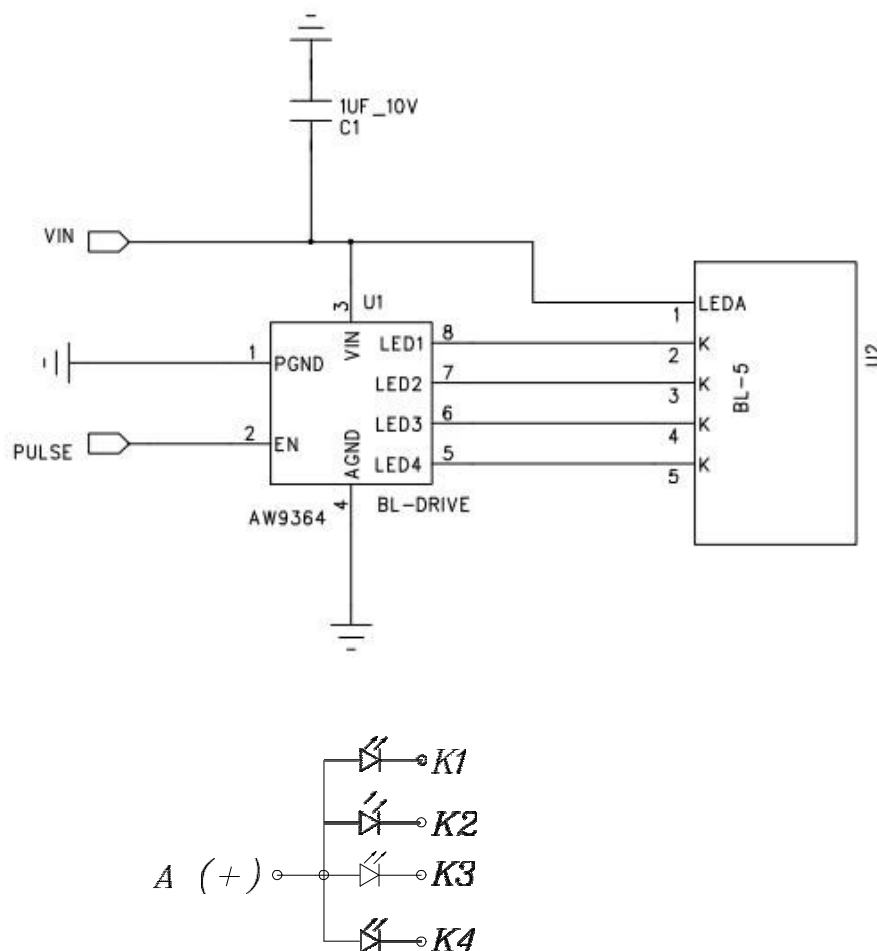 1UF_10V
C1
VIN
3
U1
LEDA
1
VIN
LED1
8
K
2
1
PGND
LED2
7
K
3
BL-5
U2
LED3
6
K
4
PULSE
2
EN
AGND
LED4
5
K
5
AW9364
4
BL-DRIVE
K1
K2
A (+)
K3
K4